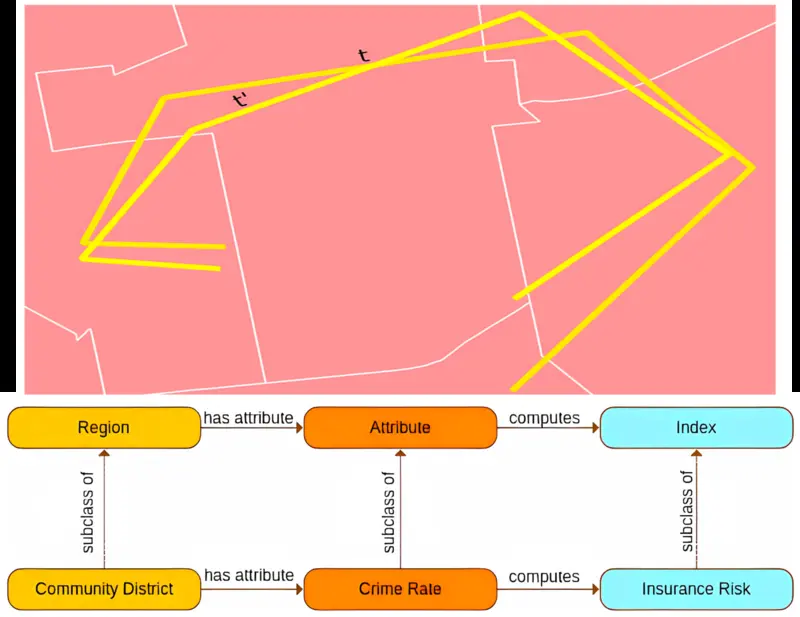 t
t'
Region
has attribute
Attribute
computes
Index
subclass of
subclass of
subclass of
Community District
has attribute
Crime Rate
computes
Insurance Risk